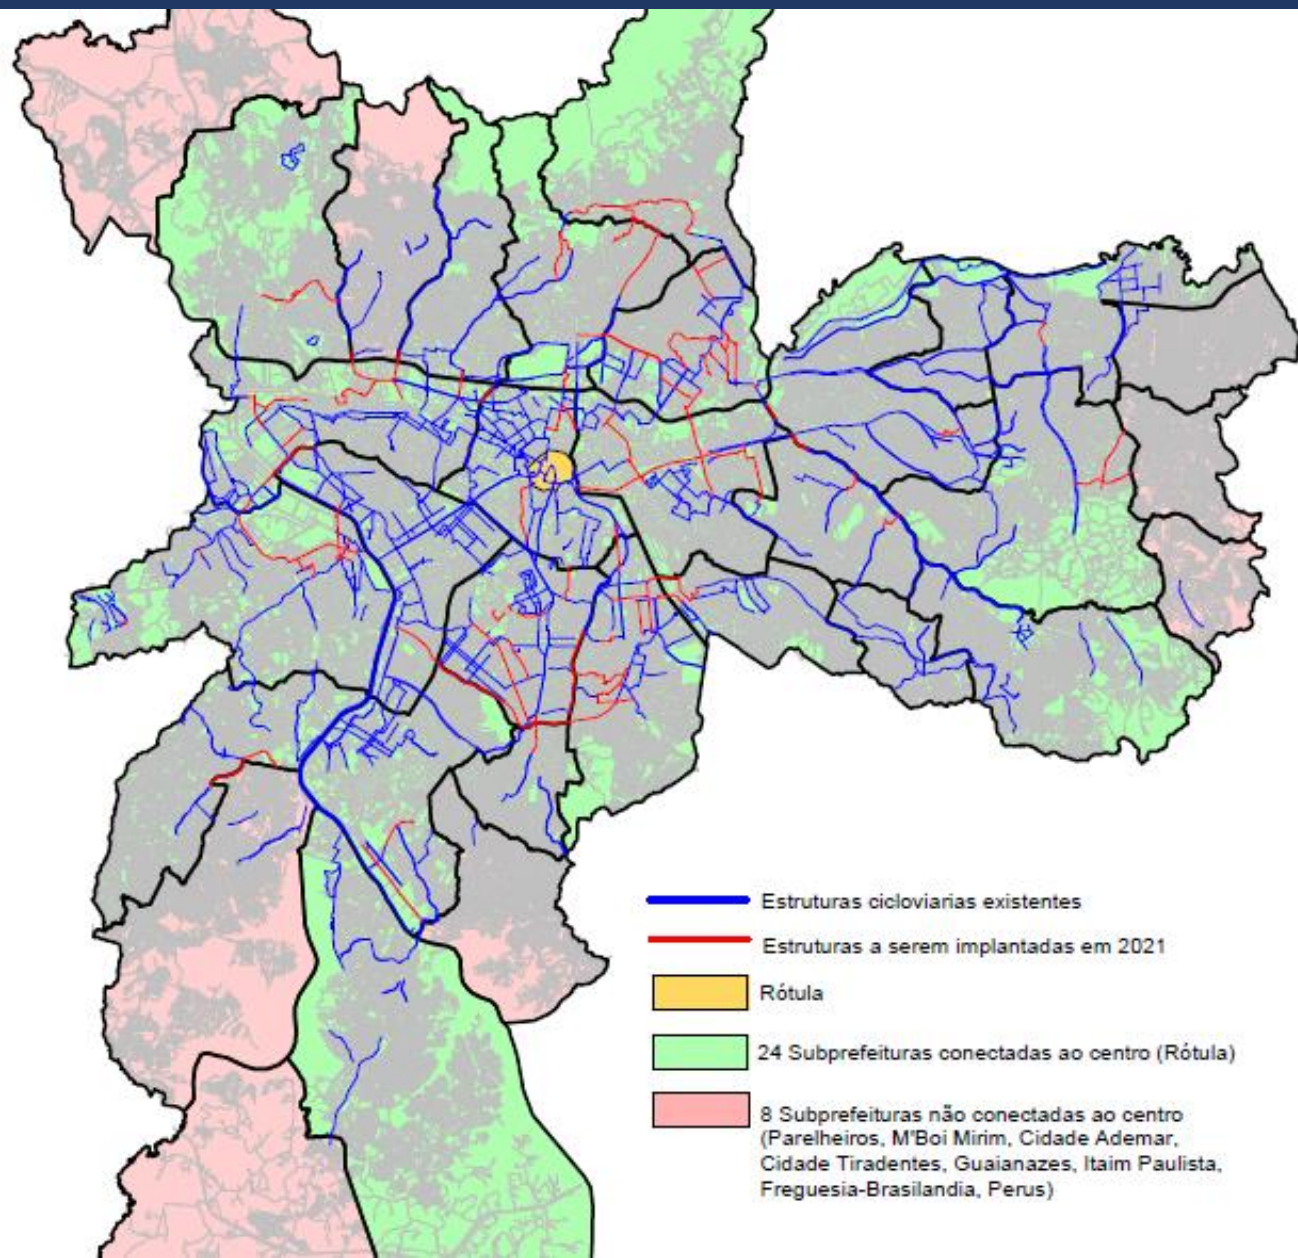 Estruturas cicloviarias existentes
Estruturas a serem implantadas em 2021
Rótula
24 Subprefeituras conectadas ao centro (Rótula)
8 Subprefeituras não conectadas ao centro
(Parelheiros, M'Boi Mirim, Cidade Ademar,
Cidade Tiradentes, Guaianazes, Itaim Paulista,
Freguesia-Brasilandia, Perus)